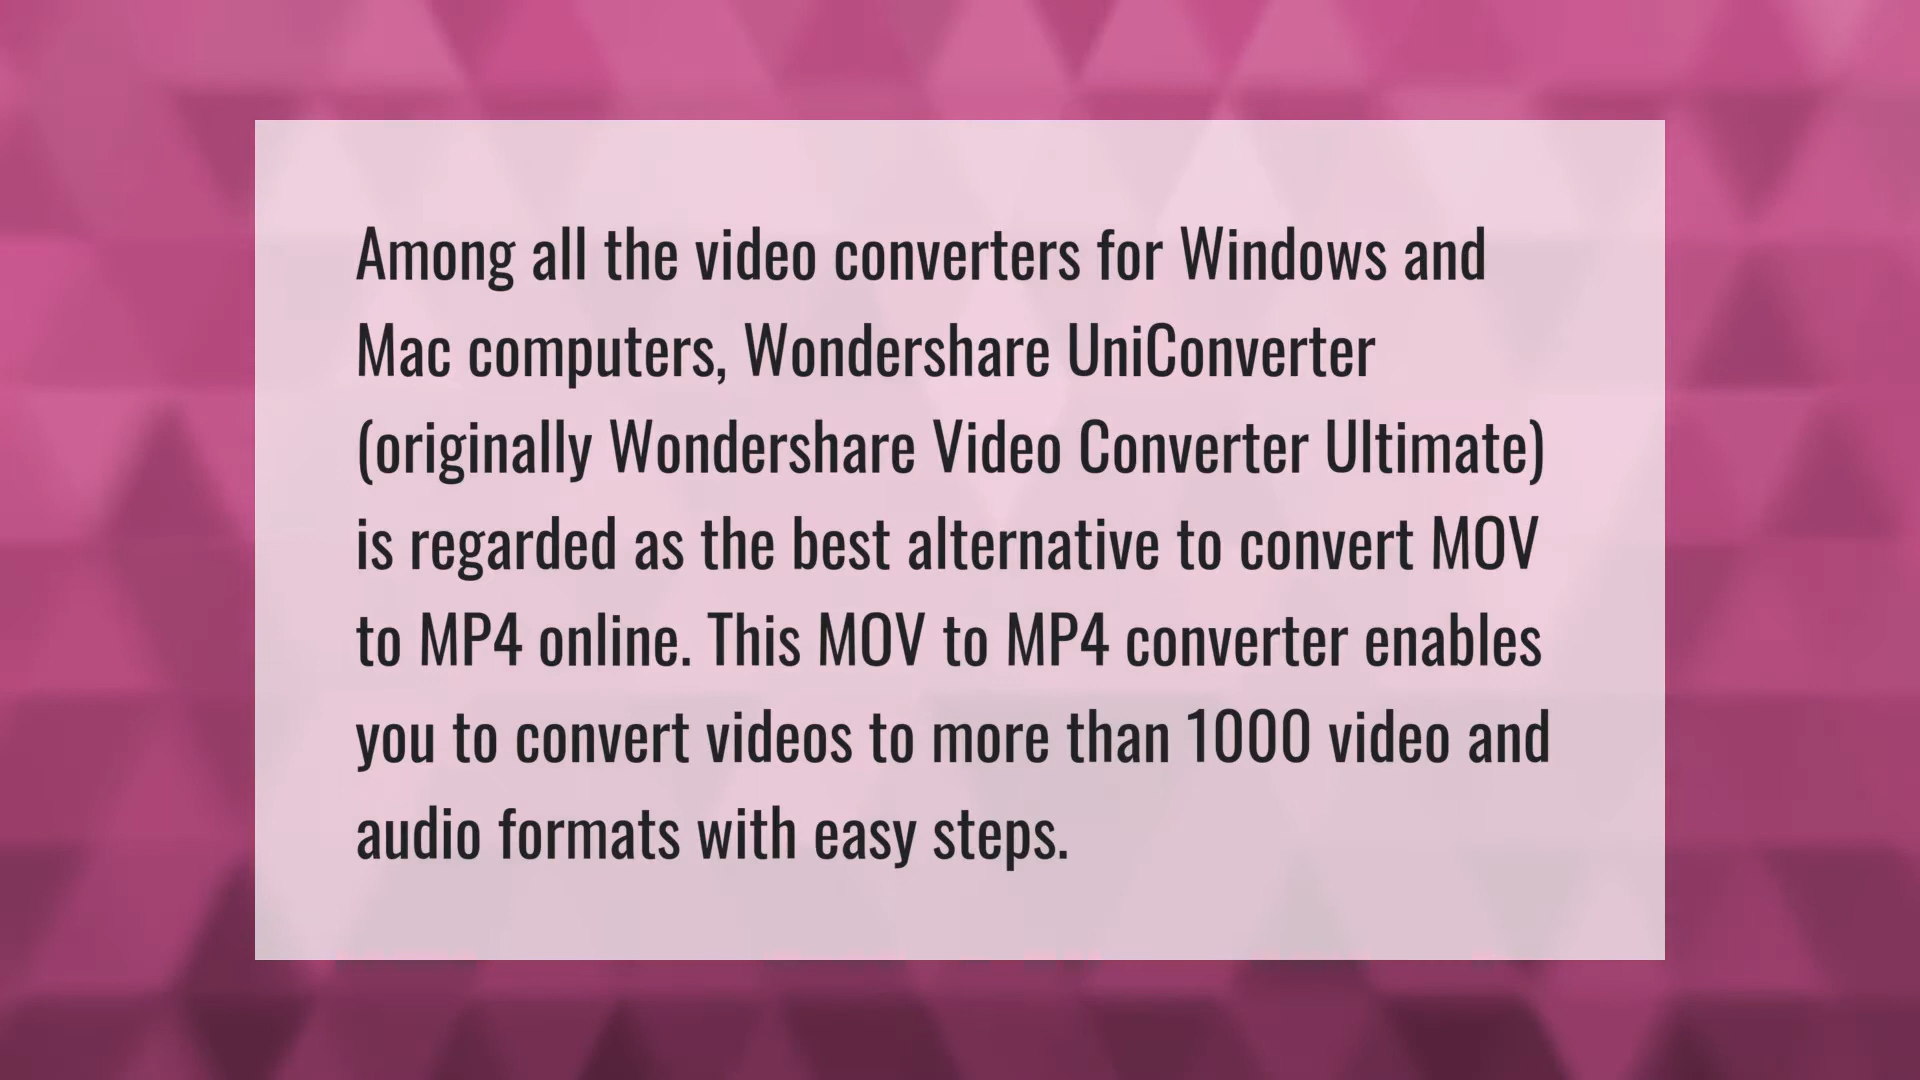 Among all the video converters for Windows and
Mac computers, Wondershare UniConverter
(originally Wondershare Video Converter Ultimate)
is regarded as the best alternative to convert MOV
to MP4 online. This MOV to MP4 converter enables
you to convert videos to more than 1000 video and
audio formats with easy steps.